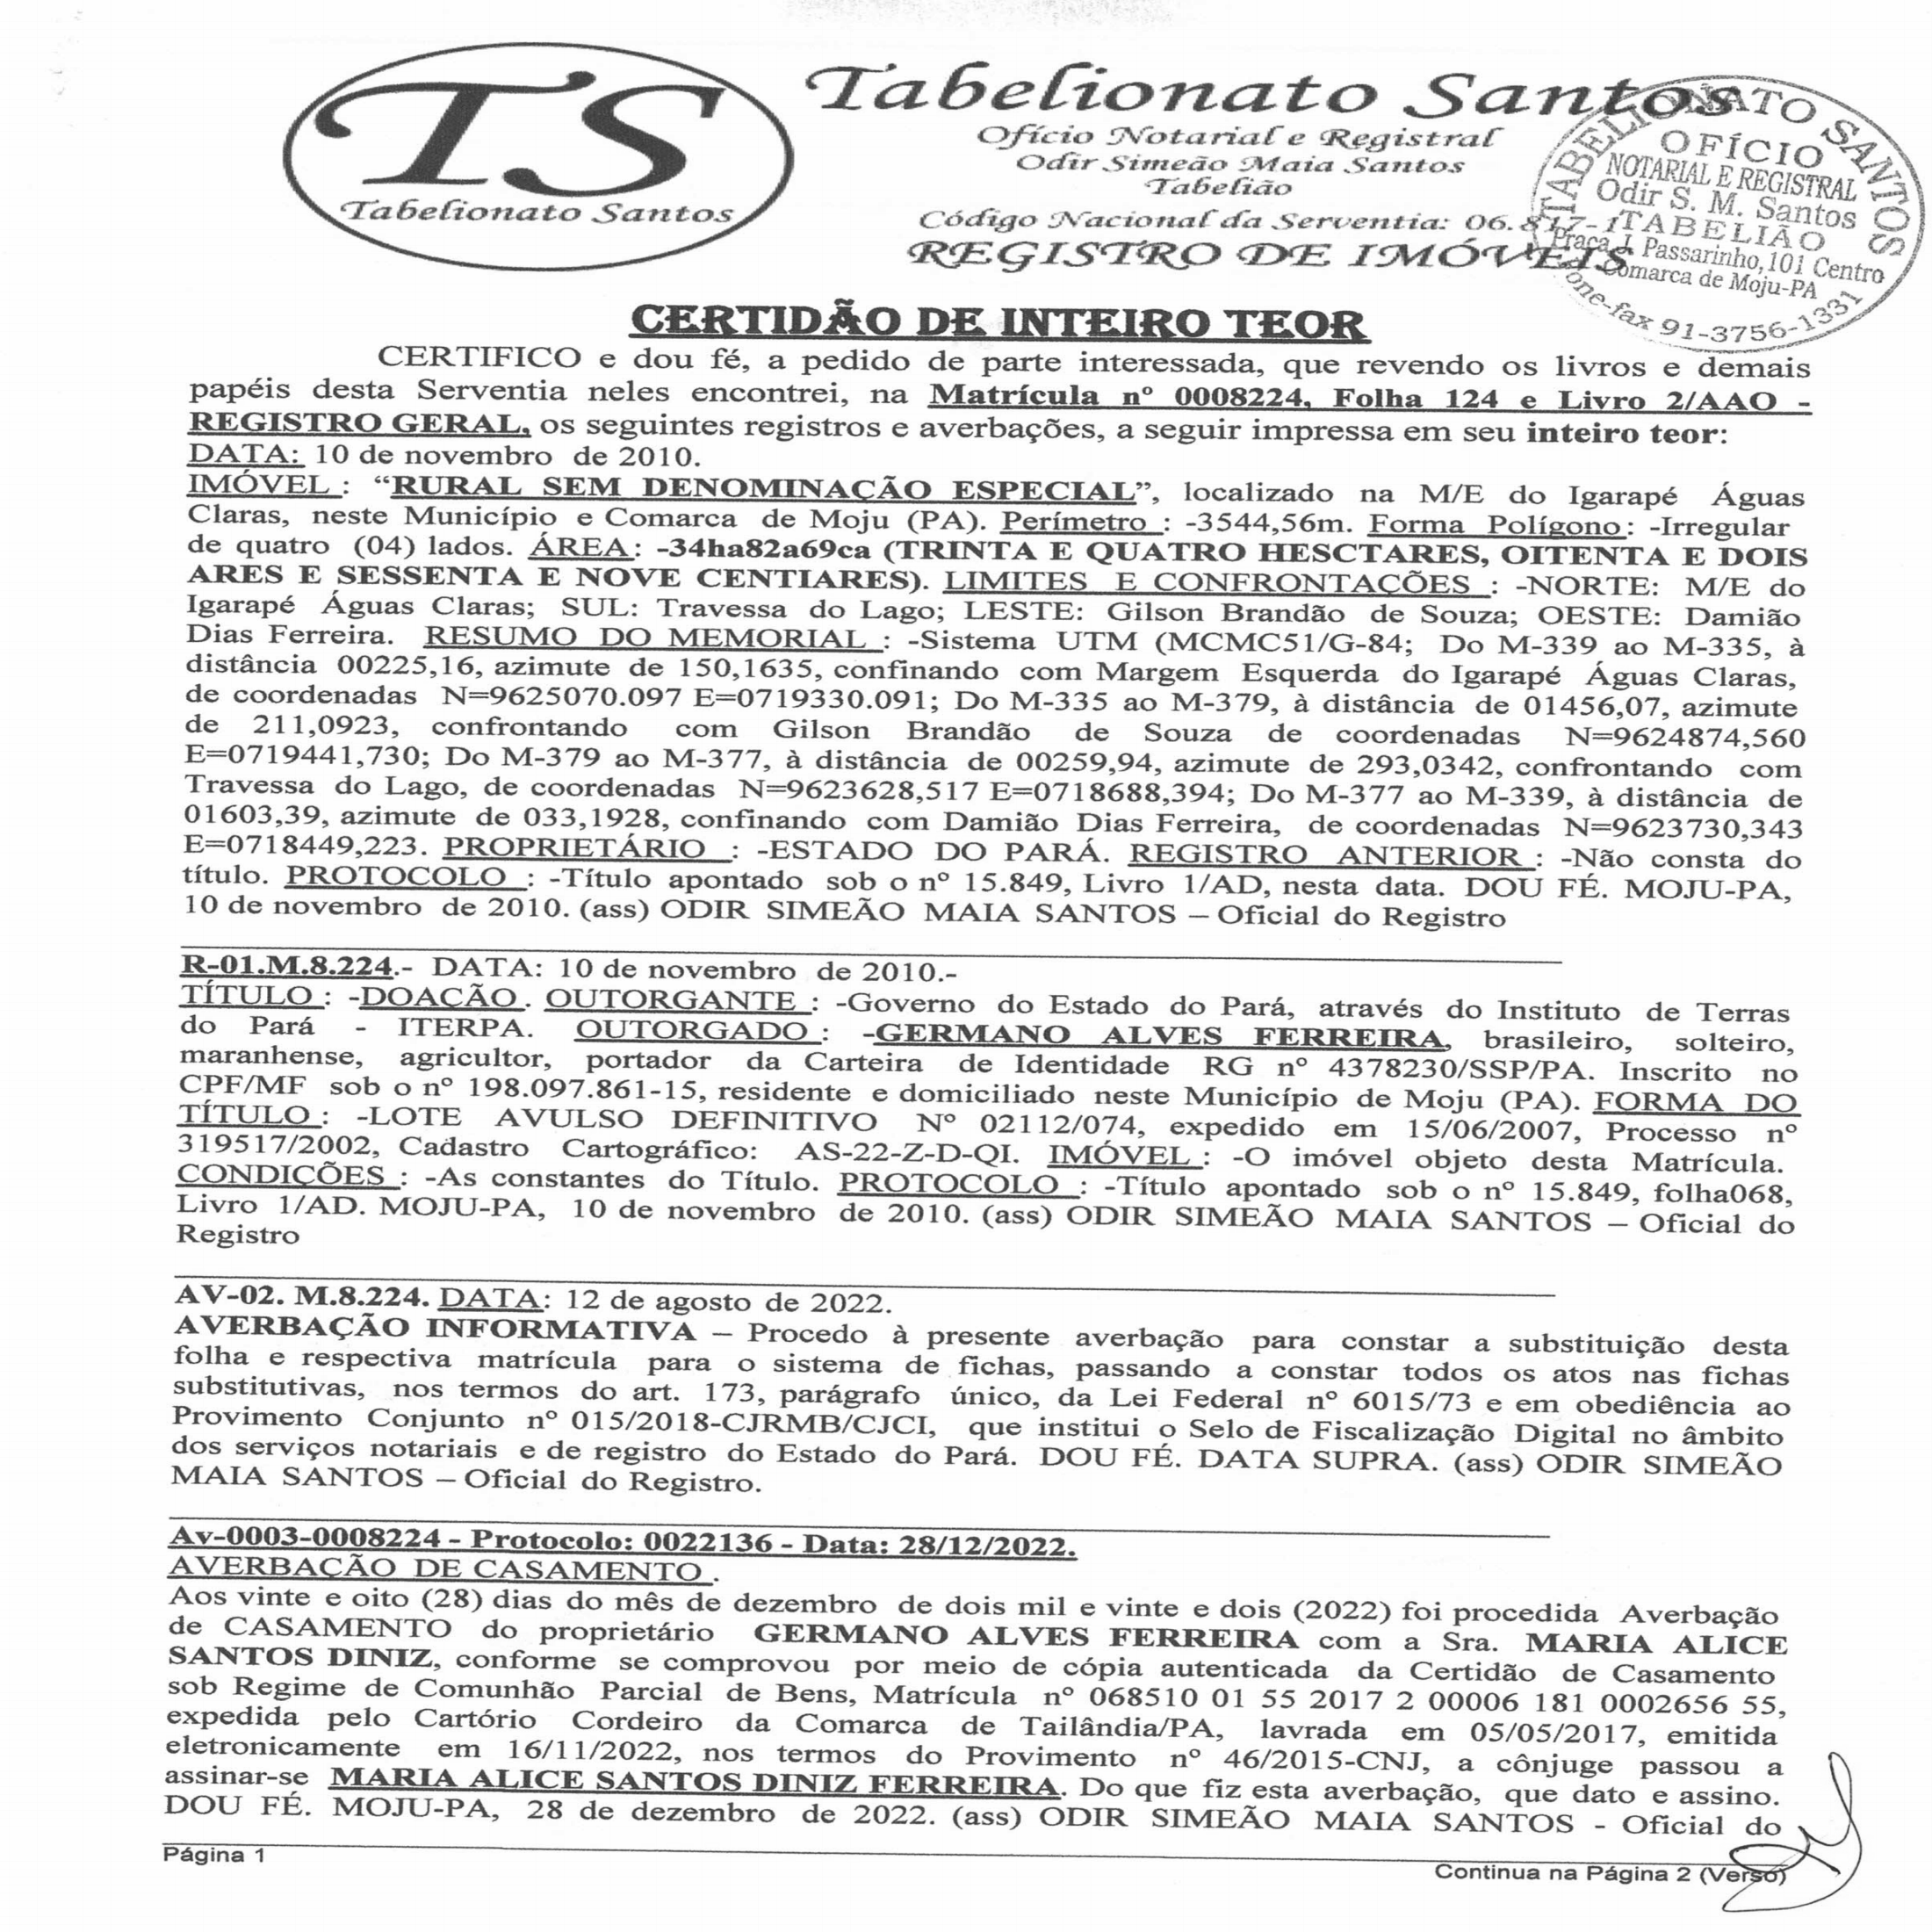 TS
Tabelionato Santos
Tabelionato Santos
Ofício Notarial e Registral
Odir Simeão Maia Santos
Tabelião
Código Nacional da Serventia: 06.817-1
REGISTRO DE IMÓVEIS
TABELIONATO SANTOS
OFÍCIO
NOTARIAL E REGISTRAL
Odir S. M. Santos
TABELIÃO
Praça J. Passarinho, 101 Centro
Comarca de Moju-PA
Fone-fax 91-3756-1331
CERTIDÃO DE INTEIRO TEOR
CERTIFICO e dou fé, a pedido de parte interessada, que revendo os livros e demais
papéis desta Serventia neles encontrei, na Matrícula nº 0008224, Folha 124 e Livro 2/AAO -
REGISTRO GERAL, os seguintes registros e averbações, a seguir impressa em seu inteiro teor:
DATA: 10 de novembro de 2010.
IMÓVEL : “RURAL SEM DENOMINAÇÃO ESPECIAL”, localizado na M/E do Igarapé Águas
Claras, neste Município e Comarca de Moju (PA). Perímetro : -3544,56m. Forma Polígono: -Irregular
de quatro (04) lados. ÁREA: -34ha82a69ca (TRINTA E QUATRO HESCTARES, OITENTA E DOIS
ARES E SESSENTA E NOVE CENTIARES). LIMITES E CONFRONTAÇÕES : -NORTE: M/E do
Igarapé Águas Claras; SUL: Travessa do Lago; LESTE: Gilson Brandão de Souza; OESTE: Damião
Dias Ferreira. RESUMO DO MEMORIAL : -Sistema UTM (MCMC51/G-84; Do M-339 ao M-335, à
distância 00225,16, azimute de 150,1635, confinando com Margem Esquerda do Igarapé Águas Claras,
de coordenadas N=9625070.097 E=0719330.091; Do M-335 ao M-379, à distância de 01456,07, azimute
de 211,0923, confrontando com Gilson Brandão de Souza de coordenadas N=9624874,560
E=0719441,730; Do M-379 ao M-377, à distância de 00259,94, azimute de 293,0342, confrontando com
Travessa do Lago, de coordenadas N=9623628,517 E=0718688,394; Do M-377 ao M-339, à distância de
01603,39, azimute de 033,1928, confinando com Damião Dias Ferreira, de coordenadas N=9623730,343
E=0718449,223. PROPRIETÁRIO : -ESTADO DO PARÁ. REGISTRO ANTERIOR : -Não consta do
título. PROTOCOLO : -Título apontado sob o nº 15.849, Livro 1/AD, nesta data. DOU FÉ. MOJU-PA,
10 de novembro de 2010. (ass) ODIR SIMEÃO MAIA SANTOS – Oficial do Registro
R-01.M.8.224.- DATA: 10 de novembro de 2010.-
TÍTULO : -DOAÇÃO. OUTORGANTE : -Governo do Estado do Pará, através do Instituto de Terras
do Pará - ITERPA. OUTORGADO : -GERMANO ALVES FERREIRA, brasileiro, solteiro,
maranhense, agricultor, portador da Carteira de Identidade RG nº 4378230/SSP/PA. Inscrito no
CPF/MF sob o nº 198.097.861-15, residente e domiciliado neste Município de Moju (PA). FORMA DO
TÍTULO : -LOTE AVULSO DEFINITIVO Nº 02112/074, expedido em 15/06/2007, Processo nº
319517/2002, Cadastro Cartográfico: AS-22-Z-D-QI. IMÓVEL : -O imóvel objeto desta Matrícula.
CONDIÇÕES : -As constantes do Título. PROTOCOLO : -Título apontado sob o nº 15.849, folha068,
Livro 1/AD. MOJU-PA, 10 de novembro de 2010. (ass) ODIR SIMEÃO MAIA SANTOS – Oficial do
Registro
AV-02. M.8.224. DATA: 12 de agosto de 2022.
AVERBAÇÃO INFORMATIVA – Procedo à presente averbação para constar a substituição desta
folha e respectiva matrícula para o sistema de fichas, passando a constar todos os atos nas fichas
substitutivas, nos termos do art. 173, parágrafo único, da Lei Federal nº 6015/73 e em obediência ao
Provimento Conjunto nº 015/2018-CJRMB/CJCI, que institui o Selo de Fiscalização Digital no âmbito
dos serviços notariais e de registro do Estado do Pará. DOU FÉ. DATA SUPRA. (ass) ODIR SIMEÃO
MAIA SANTOS – Oficial do Registro.
Av-0003-0008224 - Protocolo: 0022136 - Data: 28/12/2022.
AVERBAÇÃO DE CASAMENTO .
Aos vinte e oito (28) dias do mês de dezembro de dois mil e vinte e dois (2022) foi procedida Averbação
de CASAMENTO do proprietário GERMANO ALVES FERREIRA com a Sra. MARIA ALICE
SANTOS DINIZ, conforme se comprovou por meio de cópia autenticada da Certidão de Casamento
sob Regime de Comunhão Parcial de Bens, Matrícula nº 068510 01 55 2017 2 00006 181 0002656 55,
expedida pelo Cartório Cordeiro da Comarca de Tailândia/PA, lavrada em 05/05/2017, emitida
eletronicamente em 16/11/2022, nos termos do Provimento nº 46/2015-CNJ, a cônjuge passou a
assinar-se MARIA ALICE SANTOS DINIZ FERREIRA. Do que fiz esta averbação, que dato e assino.
DOU FÉ. MOJU-PA, 28 de dezembro de 2022. (ass) ODIR SIMEÃO MAIA SANTOS - Oficial do
Página 1
Continua na Página 2 (Verso)